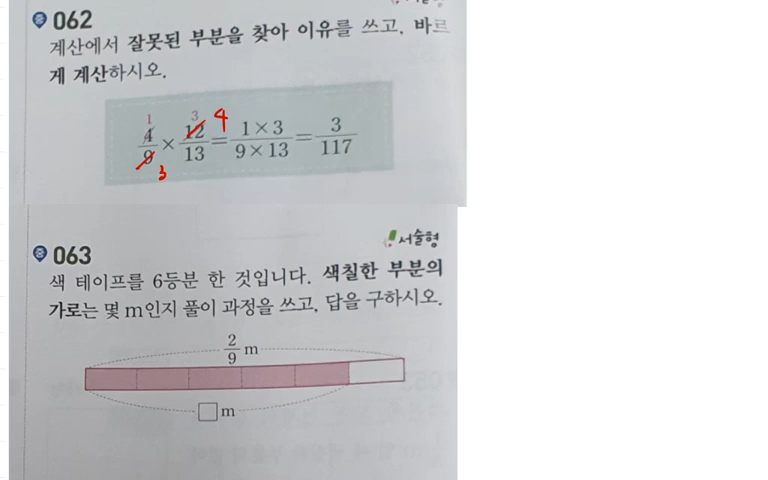 중 062
계산에서 잘못된 부분을 찾아 이유를 쓰고, 바르
게 계산하시오.
1 3 4
4/9 × 12/13 = 1×3/9×13 = 3/117
3
중 063
서술형
색 테이프를 6등분 한 것입니다. 색칠한 부분의
가로는 몇 m인지 풀이 과정을 쓰고, 답을 구하시오.
2/9 m
□ m